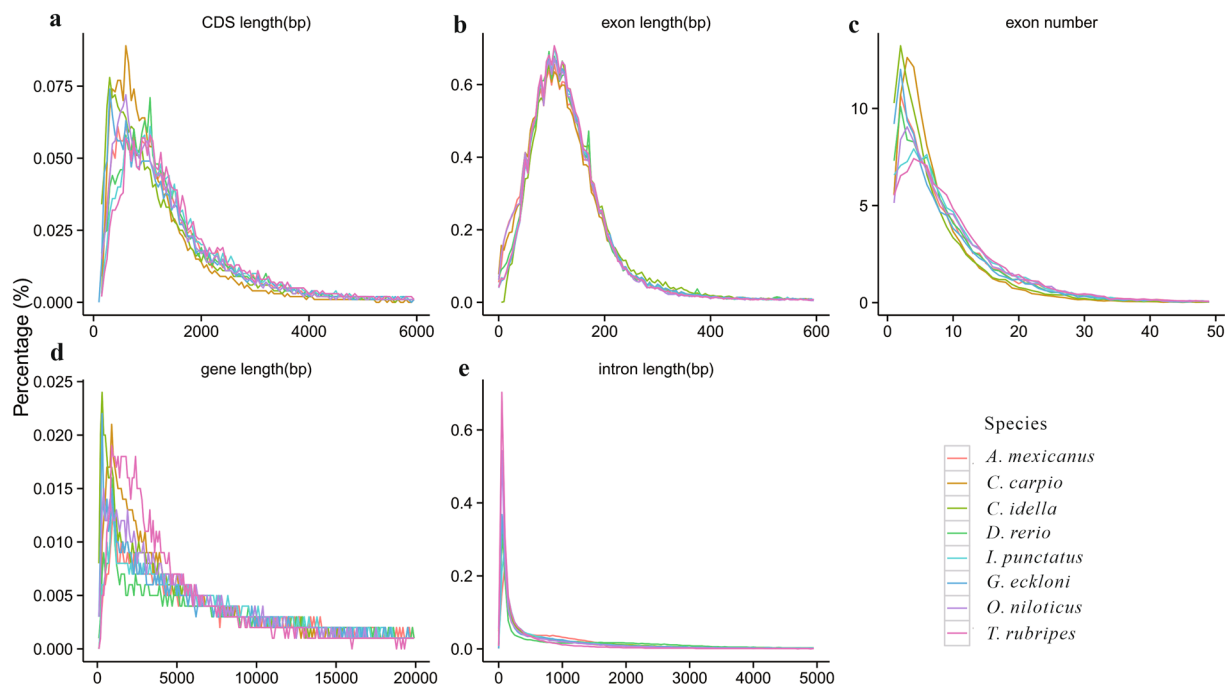 a CDS length(bp)
b exon length(bp)
c exon number
0.075
0.050
0.025
0.000
0 2000 4000 6000
0.6
0.4
0.2
0.0
0 200 400 600
10
5
0
0 10 20 30 40 50
Percentage (%)
d gene length(bp)
e intron length(bp)
0.025
0.020
0.015
0.010
0.005
0.000
0 5000 10000 15000 20000
0.6
0.4
0.2
0.0
0 1000 2000 3000 4000 5000
Species
A. mexicanus
C. carpio
C. idella
D. rerio
I. punctatus
G. eckloni
O. niloticus
T. rubripes